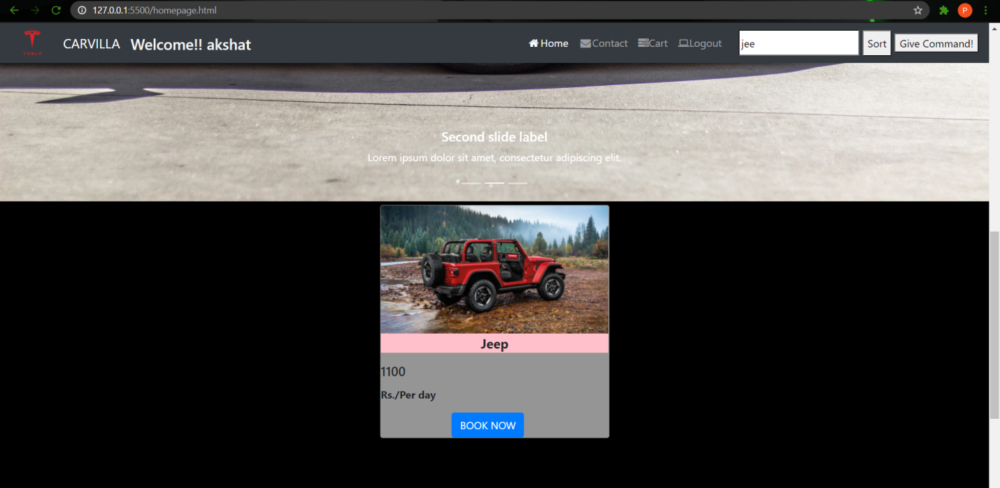 127.0.0.1:5500/homepage.html
P
TESLA
CARVILLA Welcome!! akshat Home Contact Cart Logout jee Sort Give Command!
Second slide label
Lorem ipsum dolor sit amet, consectetur adipiscing elit.
Jeep
1100
Rs./Per day
BOOK NOW